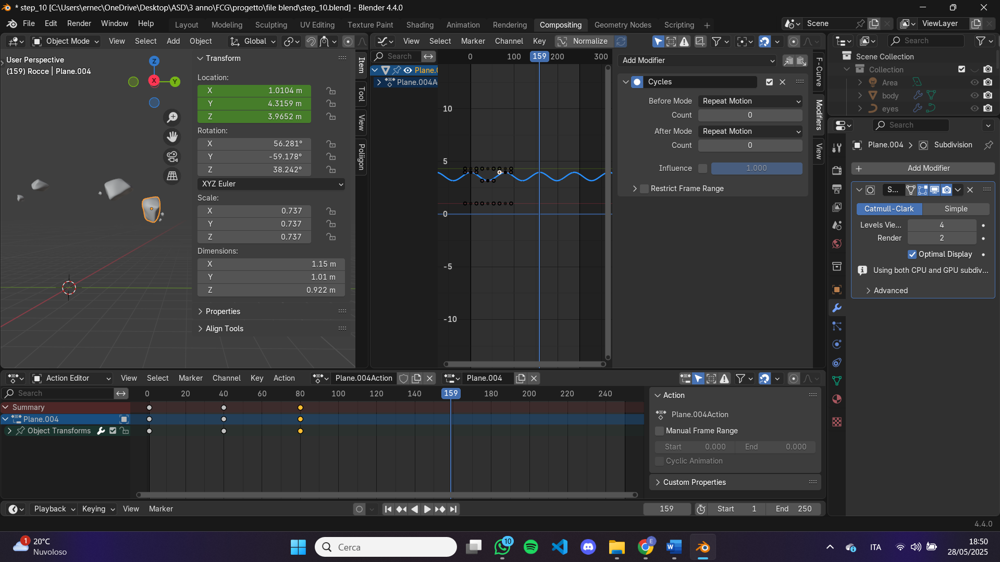 * step_10 [C:\Users\ernec\OneDrive\Desktop\ASD\3 anno\FCG\progetto\file blend\step_10.blend] - Blender 4.4.0
File Edit Render Window Help Layout Modeling Sculpting UV Editing Texture Paint Shading Animation Rendering Compositing Geometry Nodes Scripting + Scene ViewLayer
Object Mode View Select Add Object Global View Select Marker Channel Key Normalize Search
User Perspective
(159) Rocce | Plane.004
Z
X
Y
Transform
Location:
X 1.0104 m
Y 4.3159 m
Z 3.9652 m
Rotation:
X 56.281°
Y -59.178°
Z 38.242°
XYZ Euler
Scale:
X 0.737
Y 0.737
Z 0.737
Dimensions:
X 1.15 m
Y 1.01 m
Z 0.922 m
Properties
Align Tools
Item
Tool
View
Poliigon
Search
0 100 159 200 300
Plane.(
Plane.004A
10
5
0
-5
-10
Add Modifier
Cycles
Before Mode Repeat Motion
Count 0
After Mode Repeat Motion
Count 0
Influence 1.000
Restrict Frame Range
F-Curve
Modifiers
View
Scene Collection
Collection
Area
body
eyes
Search
Plane.004 Subdivision
Add Modifier
S...
Catmull-Clark Simple
Levels Vie... 4
Render 2
Optimal Display
Using both CPU and GPU subdiv...
Advanced
Action Editor View Select Marker Channel Key Action Plane.004Action Plane.004
Search
0 20 40 60 80 100 120 140 159 180 200 220 240
Summary
Plane.004
Object Transforms
Action
Plane.004Action
Manual Frame Range
Start 0.000 End 0.000
Cyclic Animation
Custom Properties
Playback Keying View Marker 159 Start 1 End 250
4.4.0
1
20°C
Nuvoloso
Cerca
10
E
W
ITA
18:50
28/05/2025